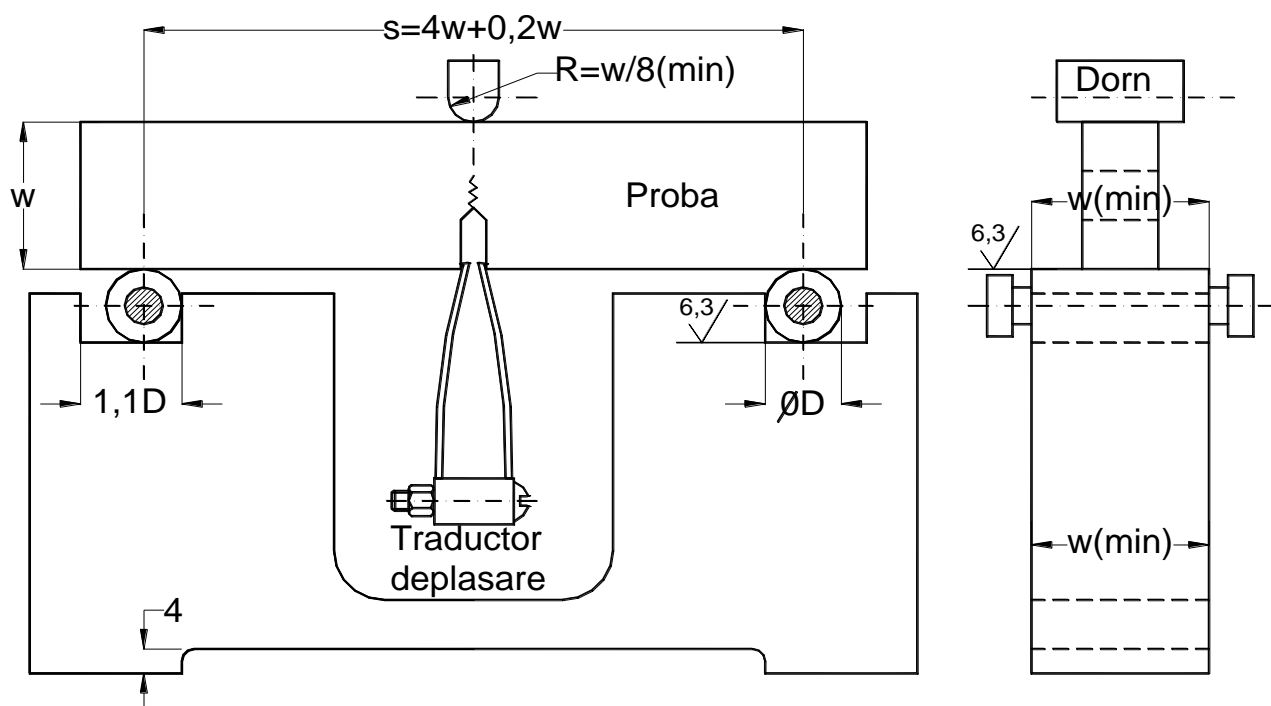 s=4w+0,2w
R=w/8(min)
Dorn
w
Proba
w(min)
6,3
6,3
1,1D
ØD
Traductor
deplasare
w(min)
4